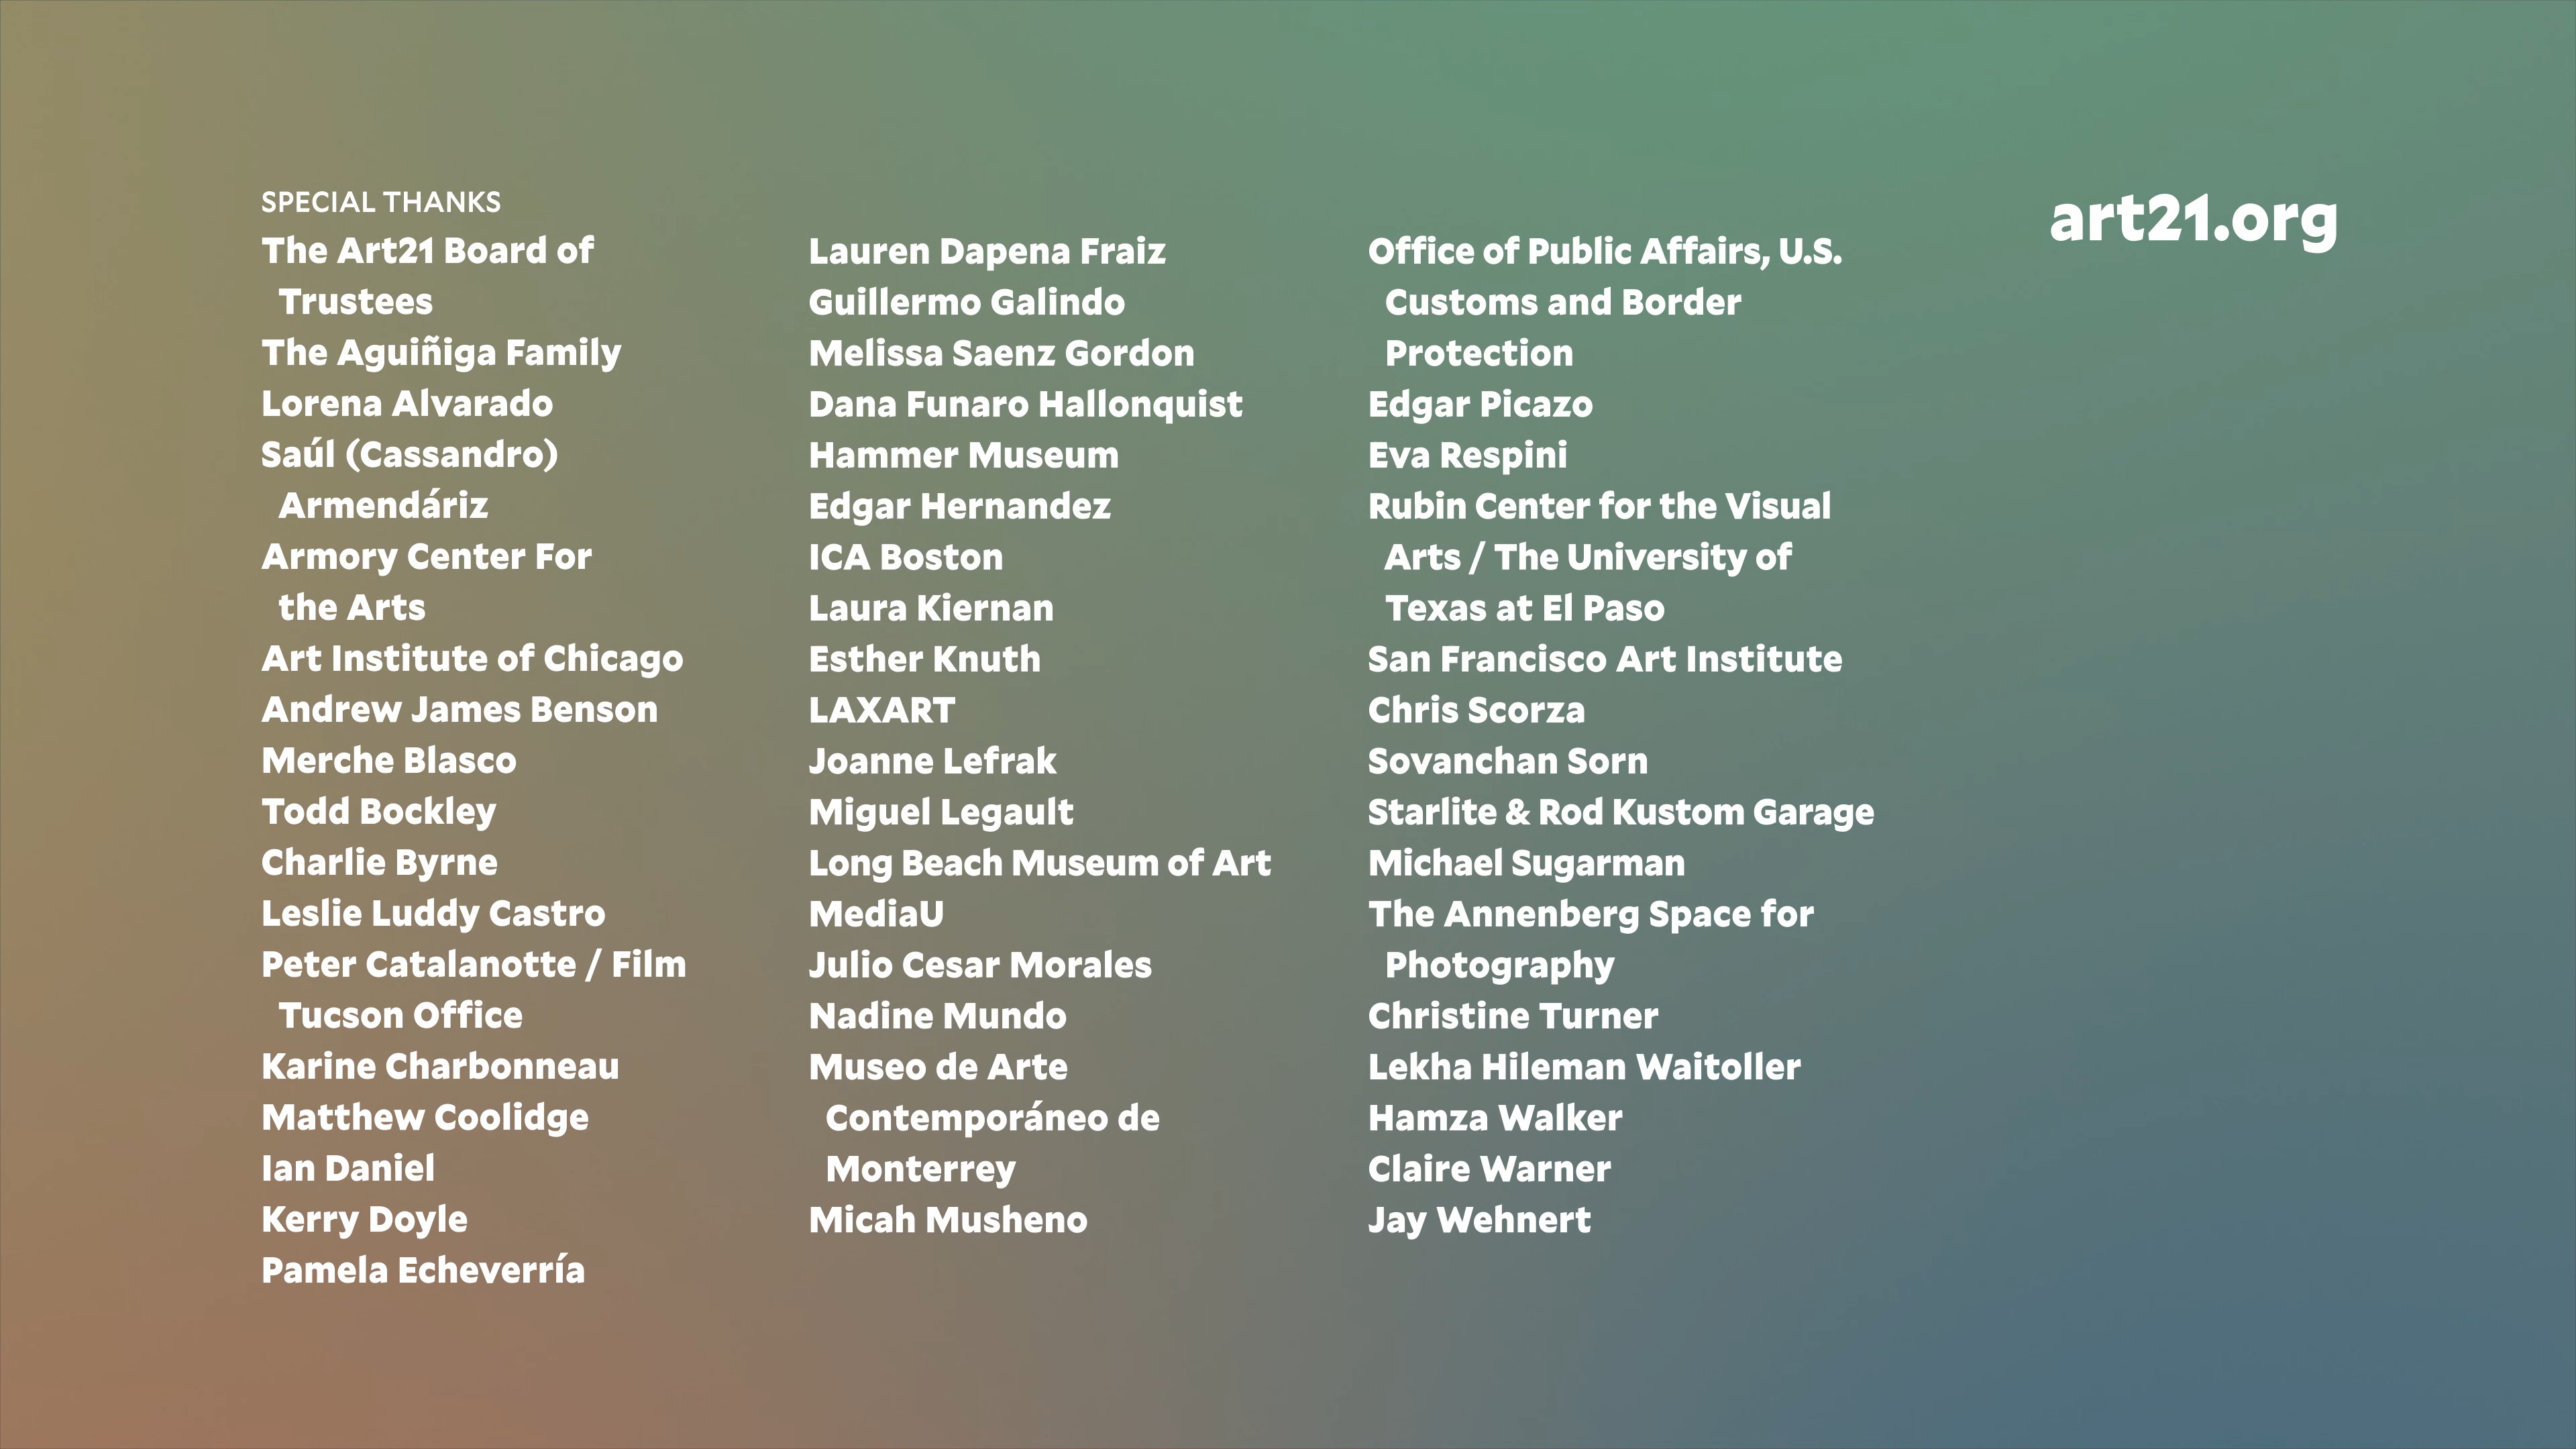 SPECIAL THANKS
The Art21 Board of
Trustees
The Aguiñiga Family
Lorena Alvarado
Saúl (Cassandro)
Armendáriz
Armory Center For
the Arts
Art Institute of Chicago
Andrew James Benson
Merche Blasco
Todd Bockley
Charlie Byrne
Leslie Luddy Castro
Peter Catalanotte / Film
Tucson Office
Karine Charbonneau
Matthew Coolidge
Ian Daniel
Kerry Doyle
Pamela Echeverría
Lauren Dapena Fraiz
Guillermo Galindo
Melissa Saenz Gordon
Dana Funaro Hallonquist
Hammer Museum
Edgar Hernandez
ICA Boston
Laura Kiernan
Esther Knuth
LAXART
Joanne Lefrak
Miguel Legault
Long Beach Museum of Art
MediaU
Julio Cesar Morales
Nadine Mundo
Museo de Arte
Contemporáneo de
Monterrey
Micah Musheno
Office of Public Affairs, U.S.
Customs and Border
Protection
Edgar Picazo
Eva Respini
Rubin Center for the Visual
Arts / The University of
Texas at El Paso
San Francisco Art Institute
Chris Scorza
Sovanchan Sorn
Starlite & Rod Kustom Garage
Michael Sugarman
The Annenberg Space for
Photography
Christine Turner
Lekha Hileman Waitoller
Hamza Walker
Claire Warner
Jay Wehnert
art21.org